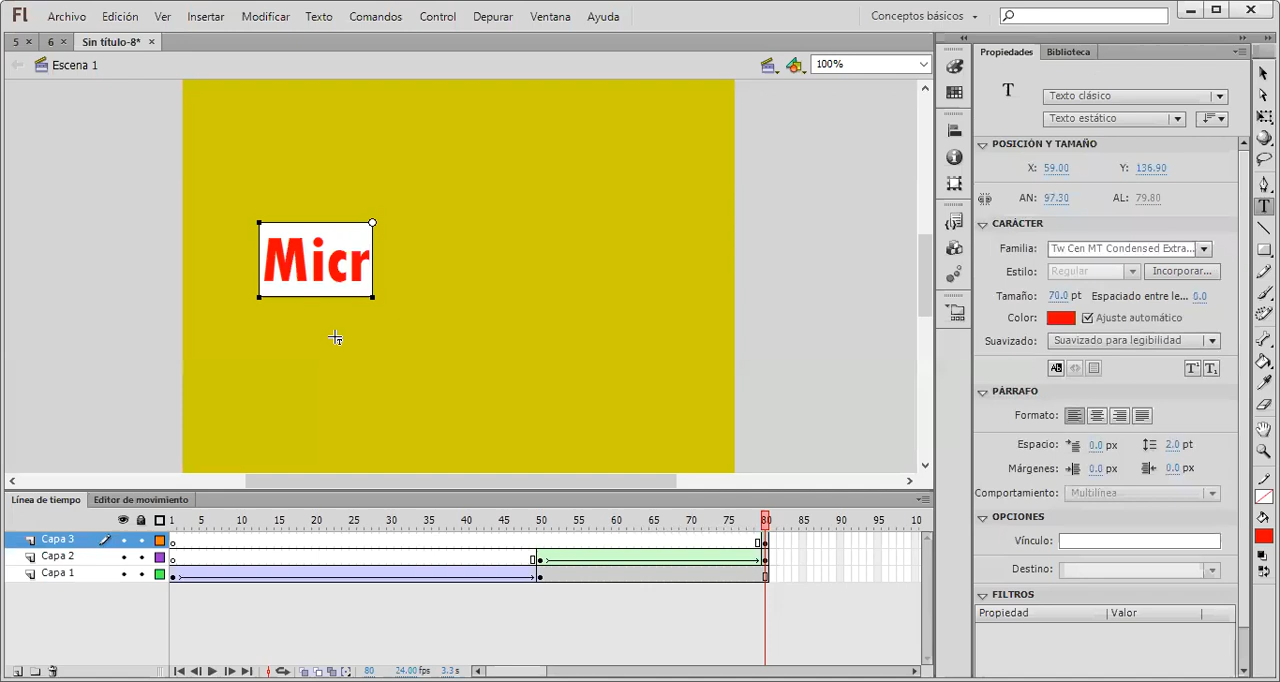 Fl Archivo Edición Ver Insertar Modificar Texto Comandos Control Depurar Ventana Ayuda Conceptos básicos
5 × 6 × Sin título-8* ×
Escena 1 100%
Propiedades Biblioteca
T Texto clásico
Texto estático
POSICIÓN Y TAMAÑO
X: 59.00 Y: 136.90
AN: 97.30 AL: 79.80
CARÁCTER
Familia: Tw Cen MT Condensed Extra...
Estilo: Regular Incorporar...
Tamaño: 70.0 pt Espaciado entre le... 0.0
Color: Ajuste automático
Suavizado: Suavizado para legibilidad
T¹ T₁
PÁRRAFO
Formato:
Espacio: 0.0 px 2.0 pt
Márgenes: 0.0 px 0.0 px
Comportamiento: Multilínea
OPCIONES
Vínculo:
Destino:
FILTROS
Propiedad Valor
Micr
Línea de tiempo Editor de movimiento
1 5 10 15 20 25 30 35 40 45 50 55 60 65 70 75 80 85 90 95 10
Capa 3
Capa 2
Capa 1
80 24.00 fps 3.3 s